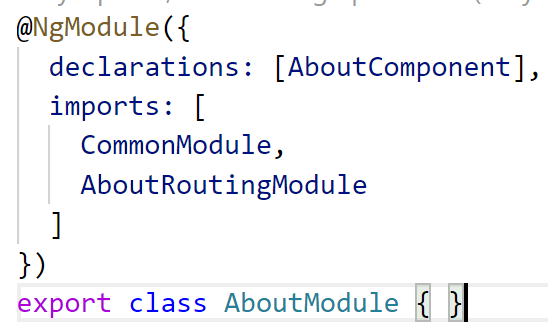 @NgModule({
  declarations: [AboutComponent],
  imports: [
    CommonModule,
    AboutRoutingModule
  ]
})
export class AboutModule { }